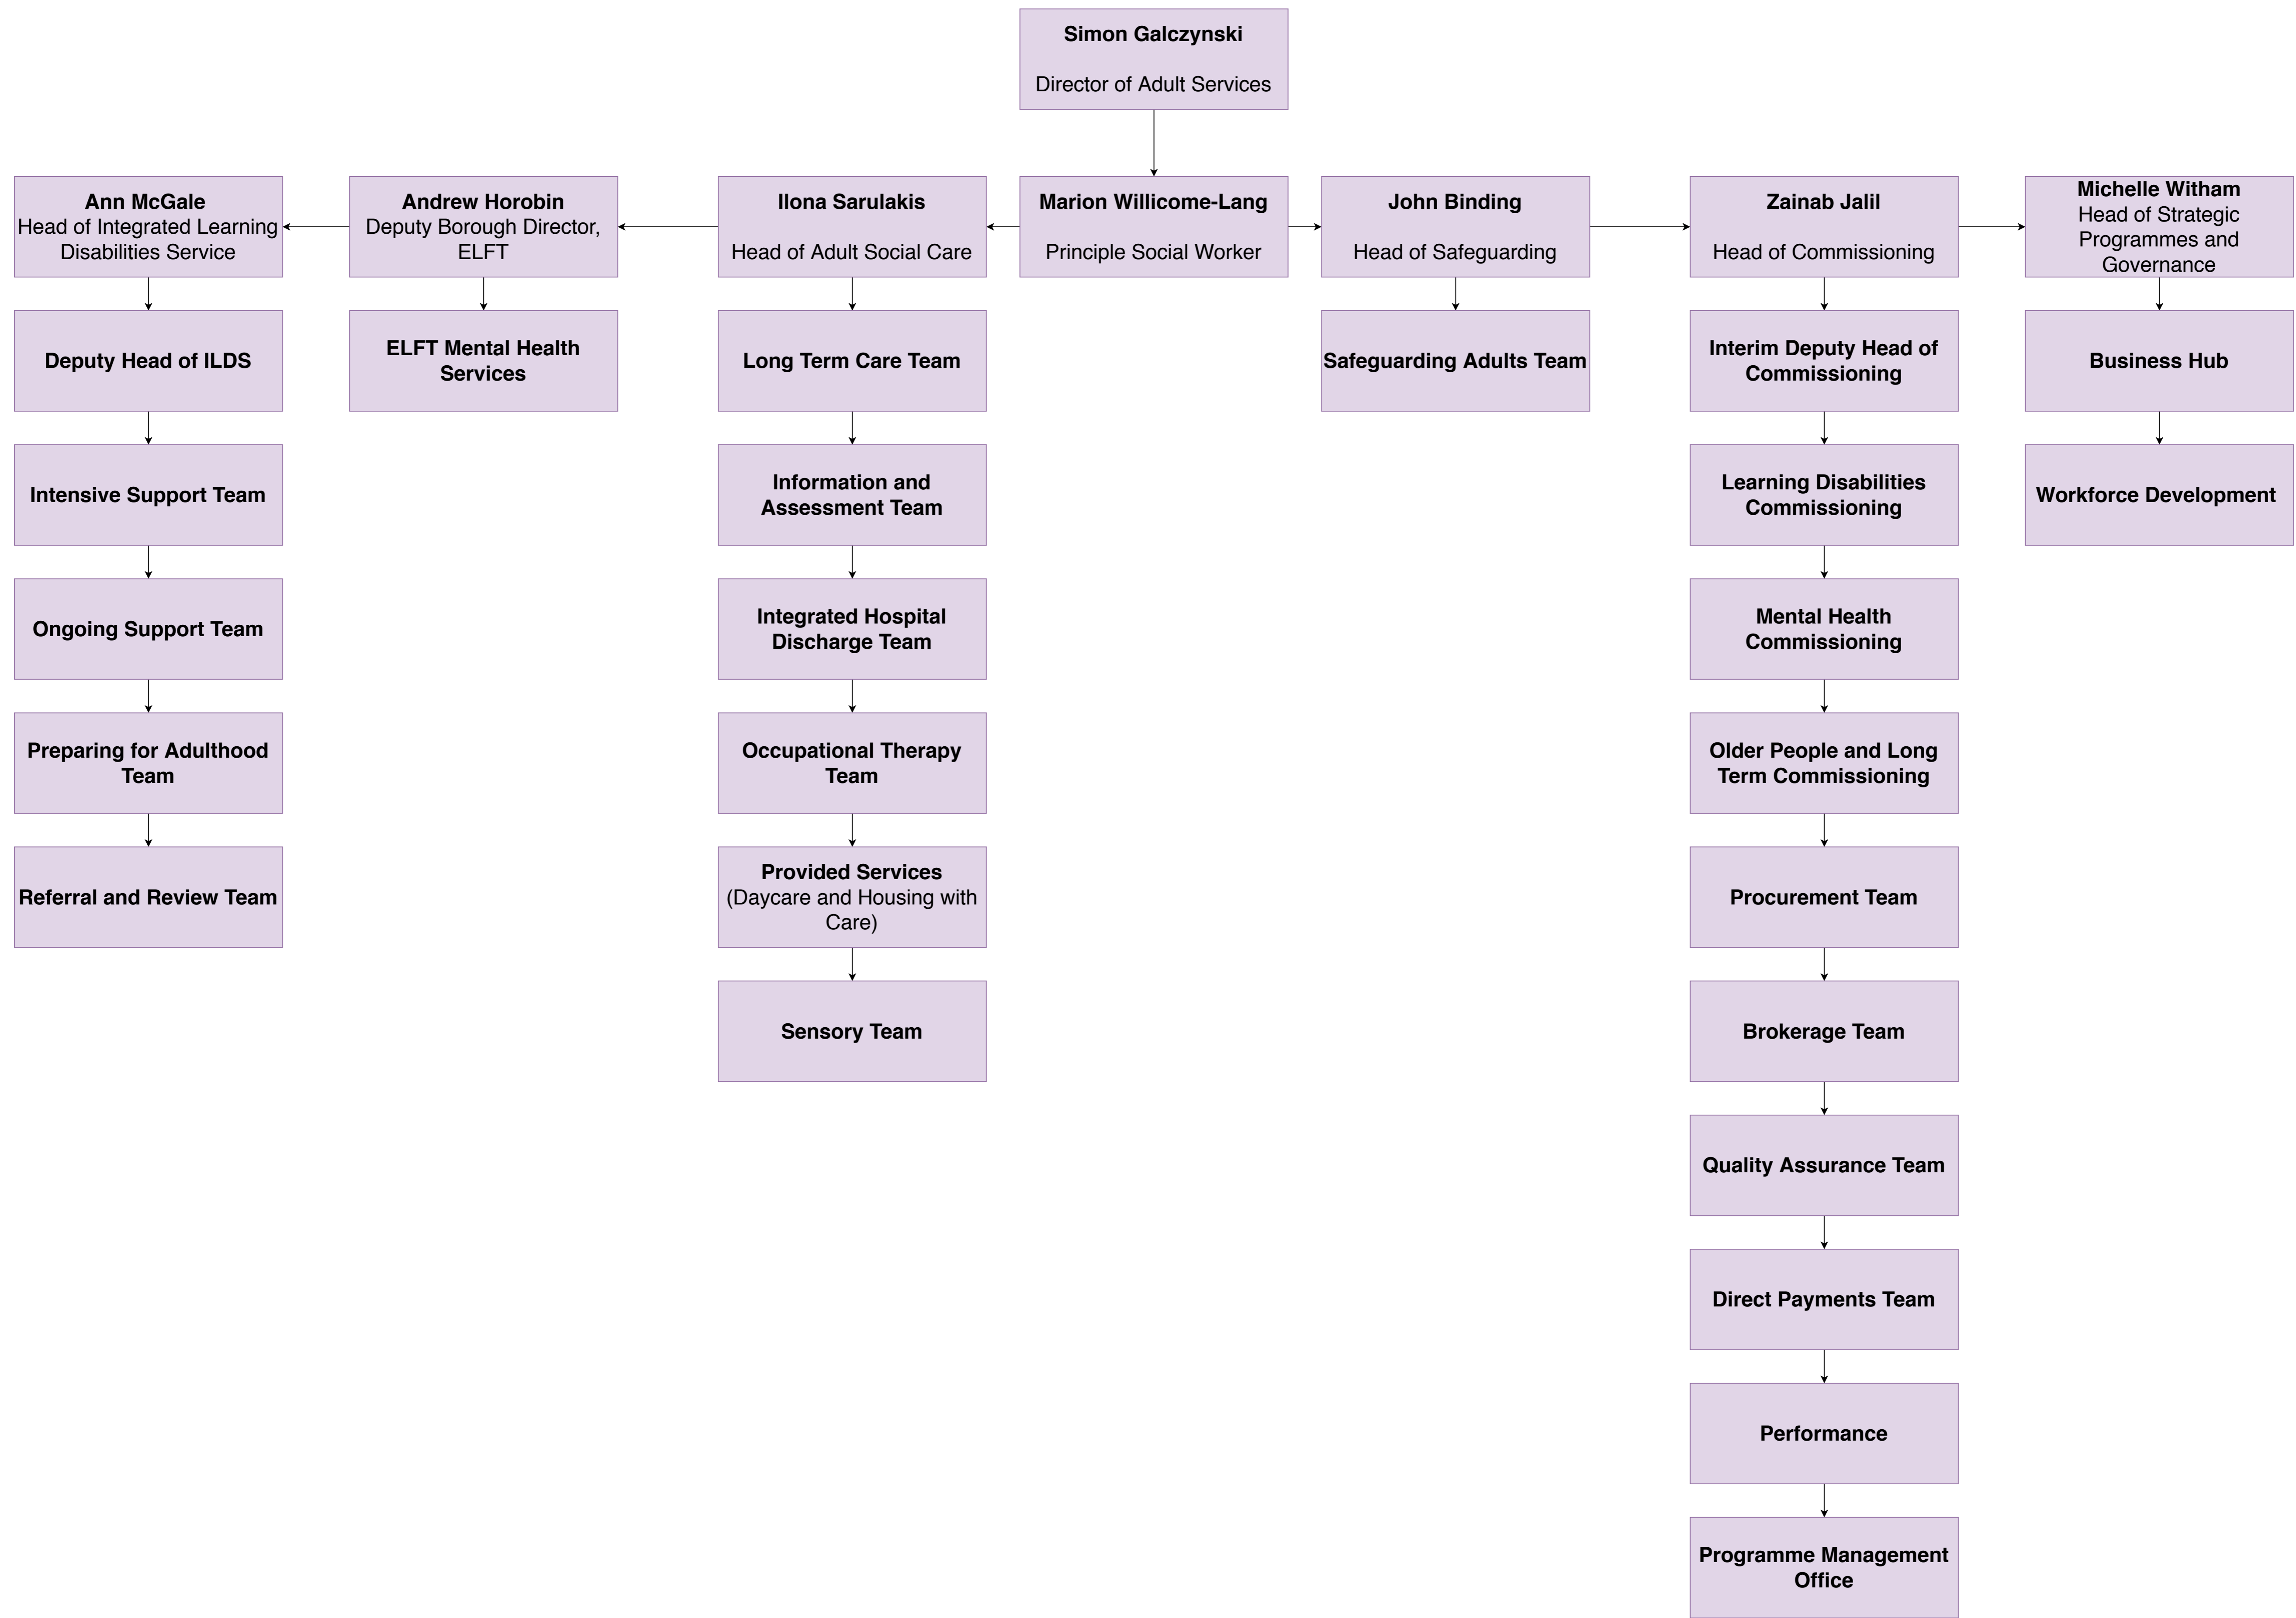 Simon Galczynski
Director of Adult Services
Ann McGale
Head of Integrated Learning
Disabilities Service
Andrew Horobin
Deputy Borough Director,
ELFT
Ilona Sarulakis
Head of Adult Social Care
Marion Willicome-Lang
Principle Social Worker
John Binding
Head of Safeguarding
Zainab Jalil
Head of Commissioning
Michelle Witham
Head of Strategic
Programmes and
Governance
Deputy Head of ILDS
ELFT Mental Health
Services
Long Term Care Team
Safeguarding Adults Team
Interim Deputy Head of
Commissioning
Business Hub
Intensive Support Team
Information and
Assessment Team
Learning Disabilities
Commissioning
Workforce Development
Ongoing Support Team
Integrated Hospital
Discharge Team
Mental Health
Commissioning
Preparing for Adulthood
Team
Occupational Therapy
Team
Older People and Long
Term Commissioning
Referral and Review Team
Provided Services
(Daycare and Housing with
Care)
Procurement Team
Sensory Team
Brokerage Team
Quality Assurance Team
Direct Payments Team
Performance
Programme Management
Office